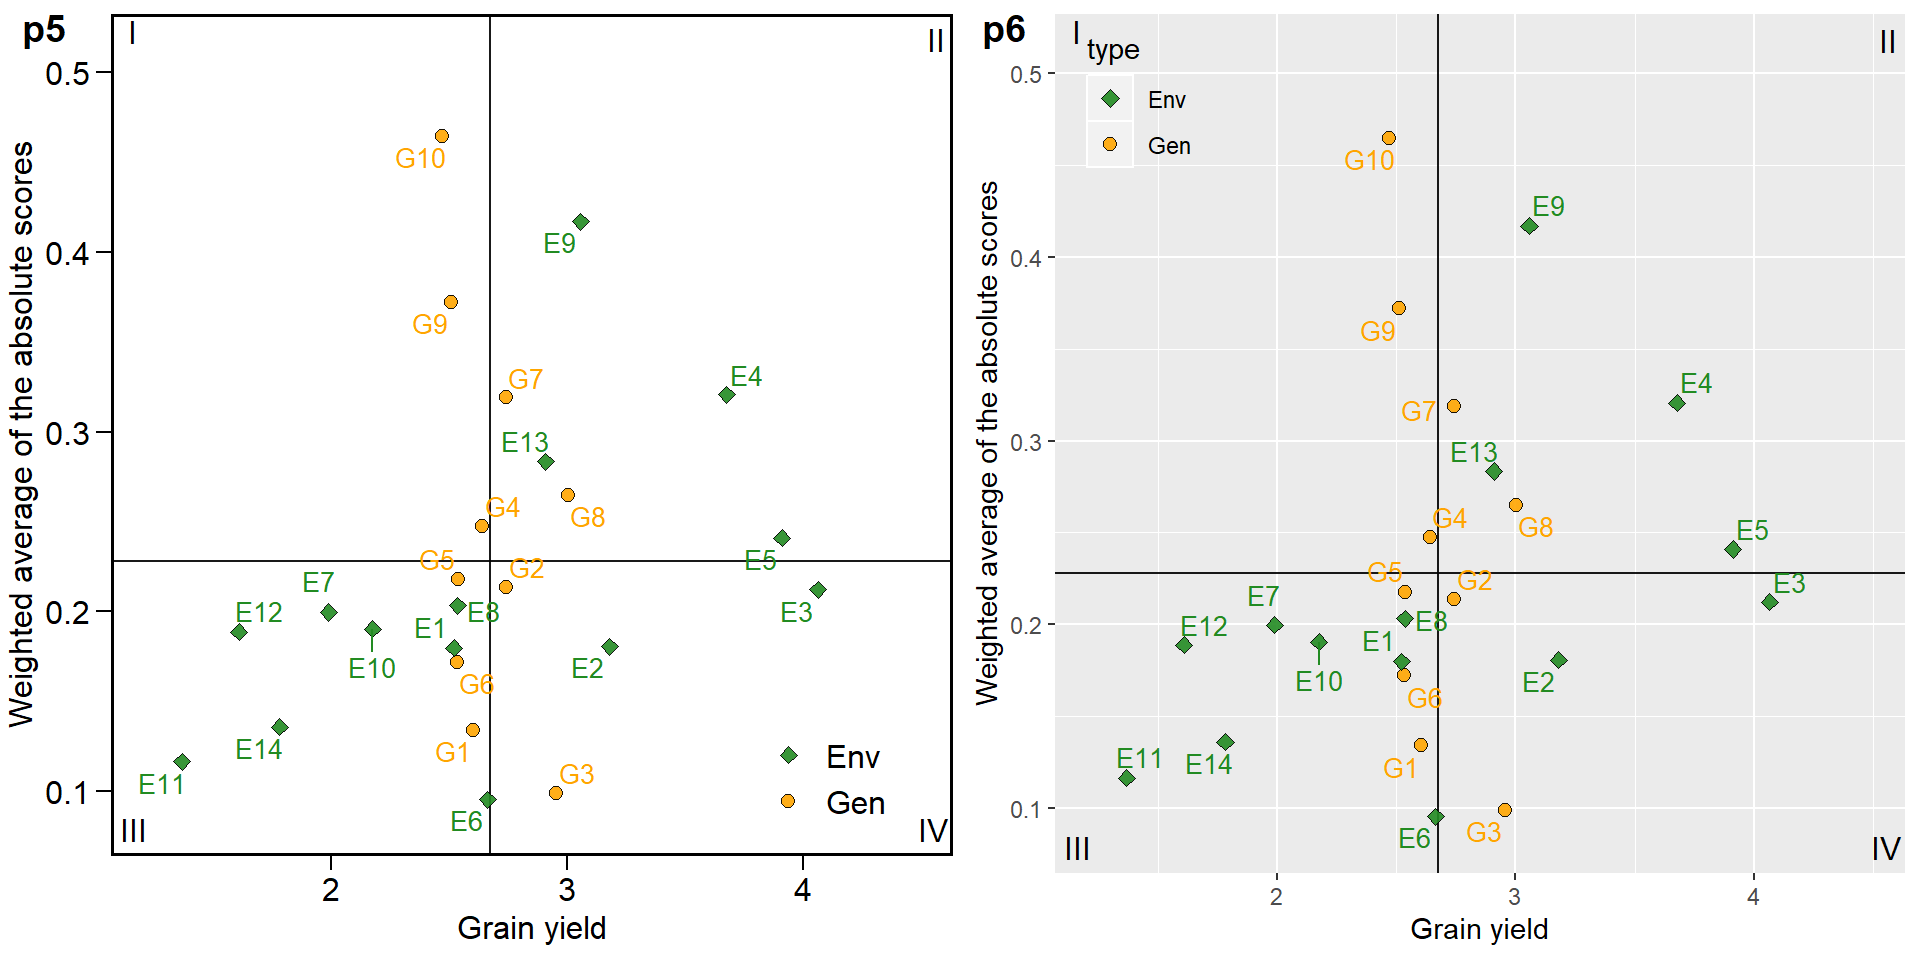 p5
I
II
0.5
0.4
0.3
0.2
0.1
Weighted average of the absolute scores
G10
E9
G9
G7
E4
E13
G4
G8
G5
G2
E5
E7
E12
E8
E3
E1
E10
E2
G6
E14
G1
G3
E11
E6
Env
Gen
III
IV
2
3
4
Grain yield
p6
I
type
II
Env
Gen
0.5
0.4
0.3
0.2
0.1
Weighted average of the absolute scores
G10
E9
G9
E4
G7
E13
G4
G8
E5
G5
G2
E3
E7
E12
E8
E1
E10
E2
G6
E11
E14
G1
G3
E6
III
IV
2
3
4
Grain yield